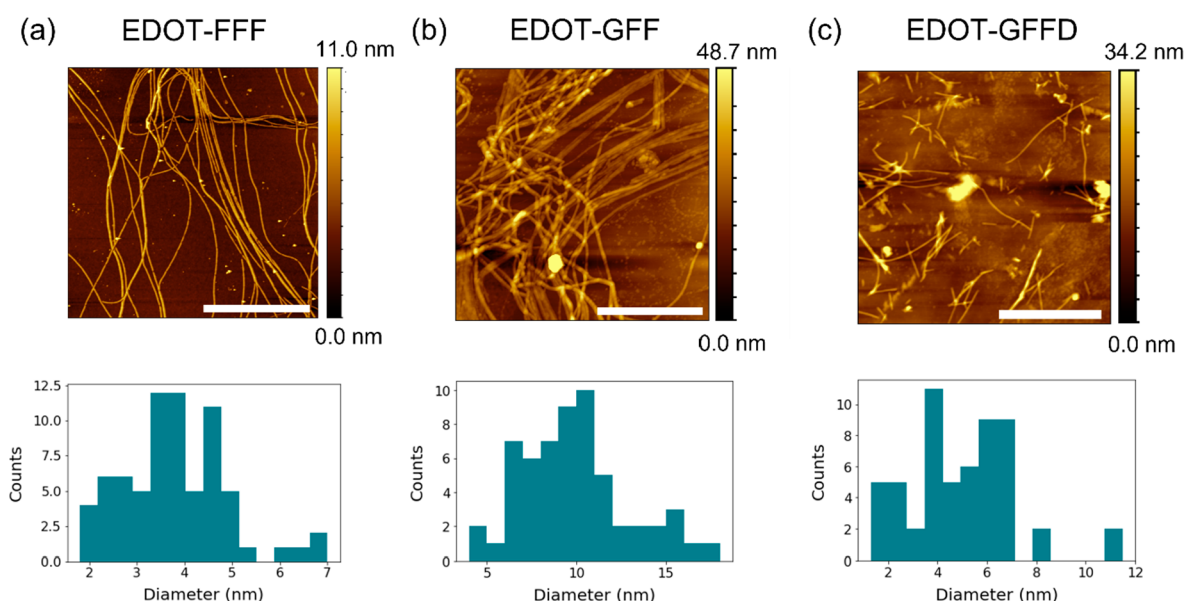 (a) EDOT-FFF
11.0 nm
0.0 nm
(b) EDOT-GFF
48.7 nm
0.0 nm
(c) EDOT-GFFD
34.2 nm
0.0 nm
12.5
10.0
7.5
5.0
2.5
0.0
Counts
2 3 4 5 6 7
Diameter (nm)
10
8
6
4
2
0
Counts
5 10 15
Diameter (nm)
10
8
6
4
2
0
Counts
2 4 6 8 10 12
Diameter (nm)